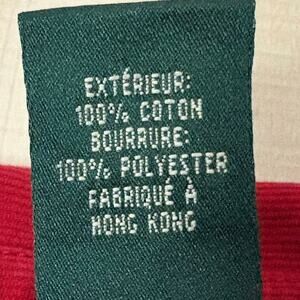 EXTÉRIEUR:
100% COTON
BOURRURE:
100% POLYESTER
FABRIQUÉ À
HONG KONG